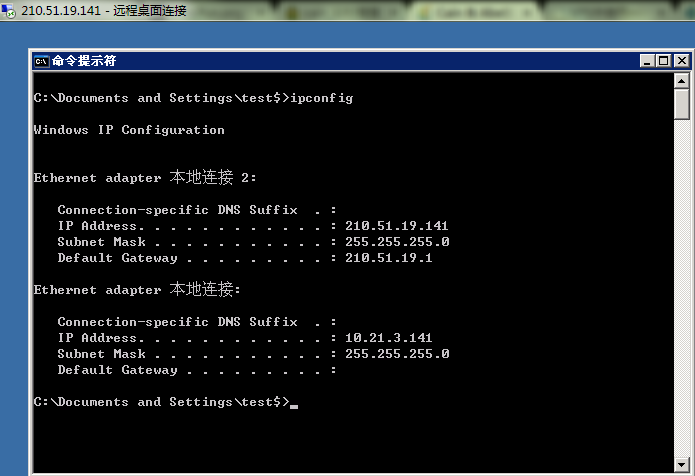 210.51.19.141 - 远程桌面连接
命令提示符
C:\Documents and Settings\test$>ipconfig
Windows IP Configuration
Ethernet adapter 本地连接 2:
Connection-specific DNS Suffix . :
IP Address. . . . . . . . . . . . : 210.51.19.141
Subnet Mask . . . . . . . . . . . : 255.255.255.0
Default Gateway . . . . . . . . . : 210.51.19.1
Ethernet adapter 本地连接:
Connection-specific DNS Suffix . :
IP Address. . . . . . . . . . . . : 10.21.3.141
Subnet Mask . . . . . . . . . . . : 255.255.255.0
Default Gateway . . . . . . . . . :
C:\Documents and Settings\test$>_